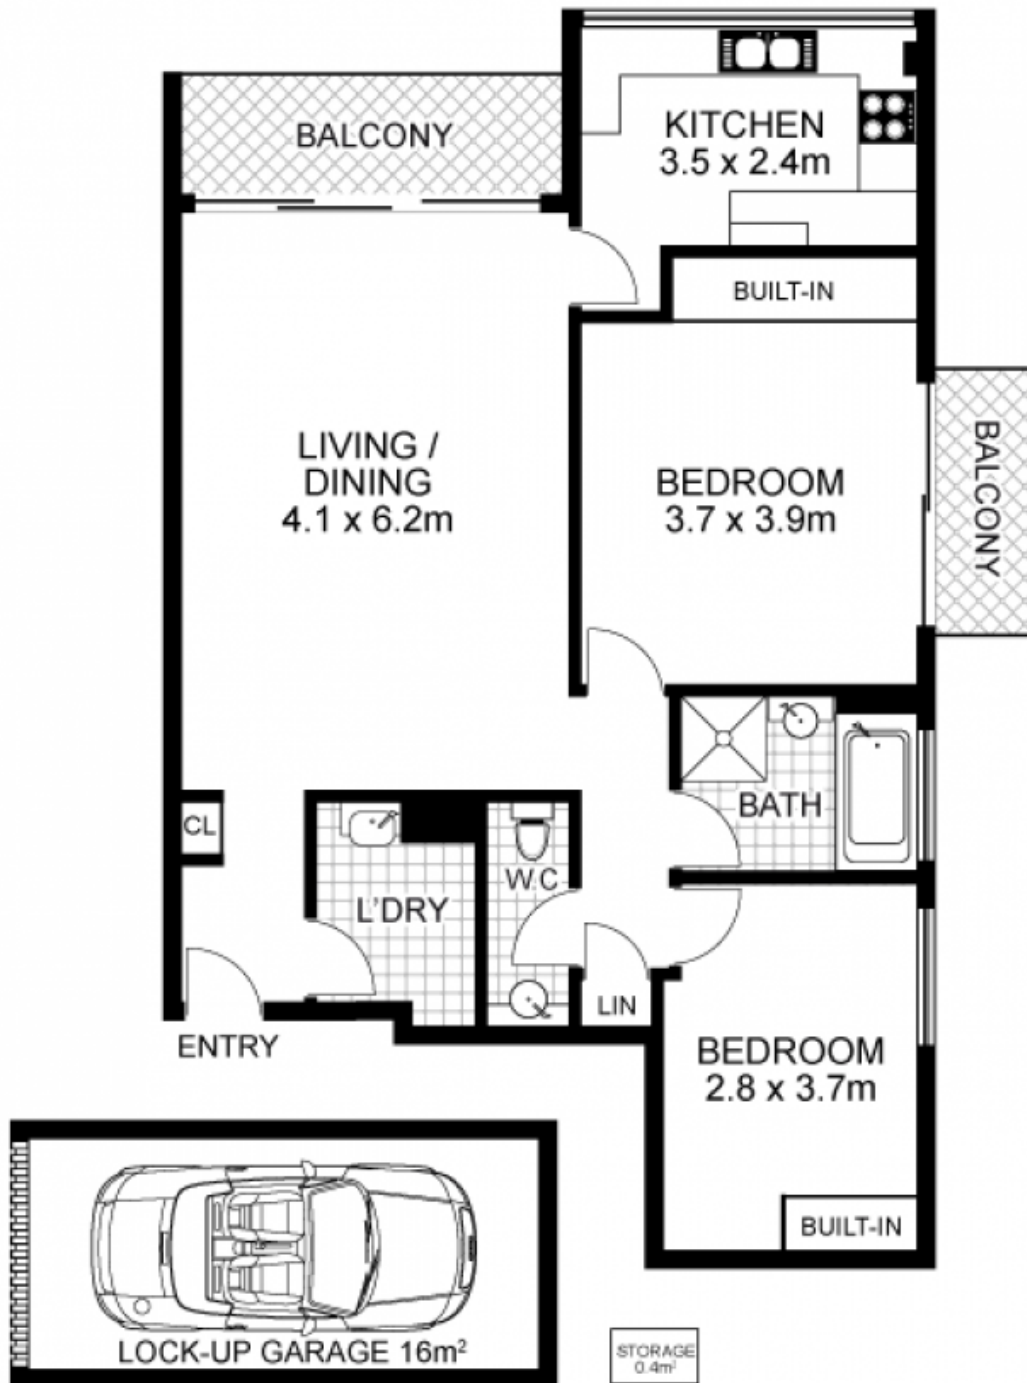 BALCONY
KITCHEN
3.5 x 2.4m
BUILT-IN
LIVING /
DINING
4.1 x 6.2m
BEDROOM
3.7 x 3.9m
BALCONY
CL
BATH
W.C
L'DRY
LIN
ENTRY
BEDROOM
2.8 x 3.7m
BUILT-IN
LOCK-UP GARAGE 16m²
STORAGE
0.4m²